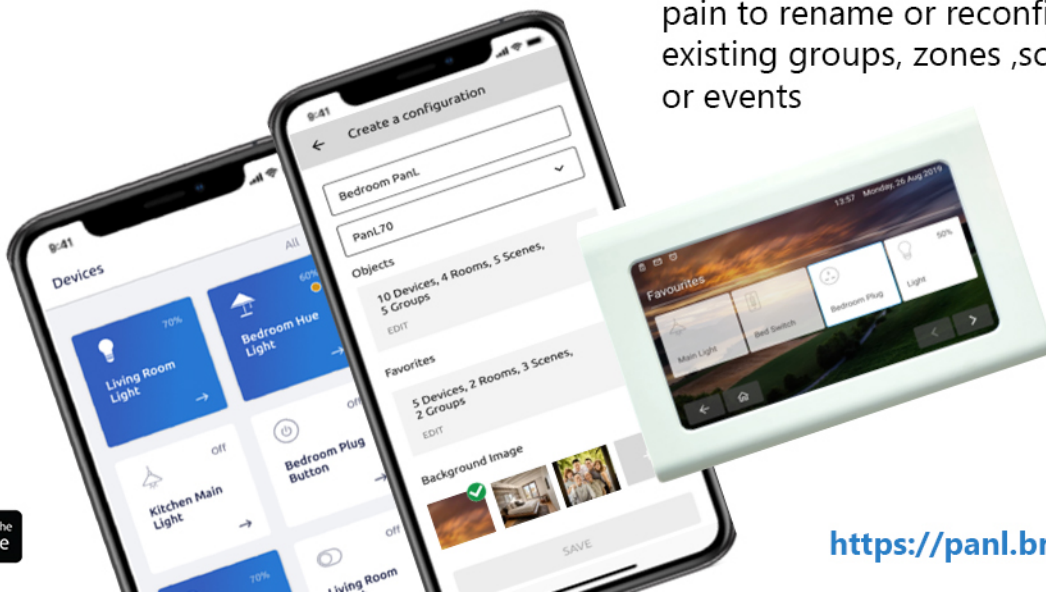 pain to rename or reconfi
existing groups, zones ,sc
or events
9:41
Devices
All
70%
Living Room
Light
60%
Bedroom Hue
Light
Off
Kitchen Main
Light
Off
Bedroom Plug
Button
70%
Off
Living Room
9:41
Create a configuration
Bedroom PanL
PanL70
Objects
10 Devices, 4 Rooms, 5 Scenes,
5 Groups
EDIT
Favorites
5 Devices, 2 Rooms, 3 Scenes,
2 Groups
EDIT
Background Image
SAVE
13:57 Monday, 26 Aug 2019
Favourites
Main Light
Bed Switch
Bedroom Plug
50%
Light
he
e
https://panl.br